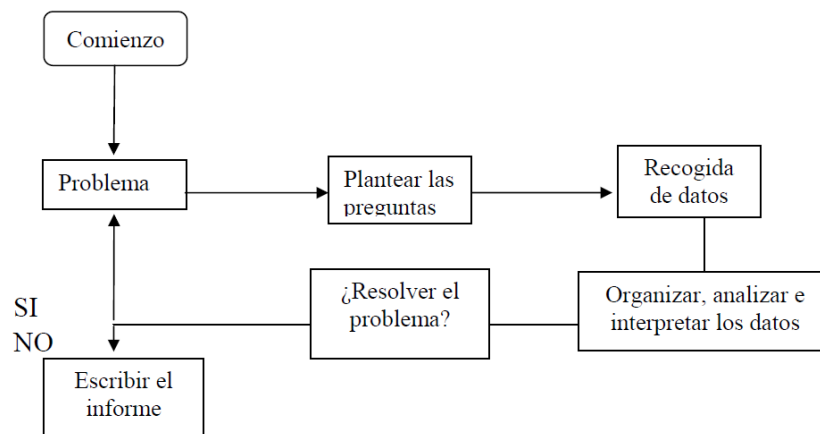 Comienzo
Problema
Plantear las
preguntas
Recogida
de datos
SI
NO
¿Resolver el
problema?
Organizar, analizar e
interpretar los datos
Escribir el
informe